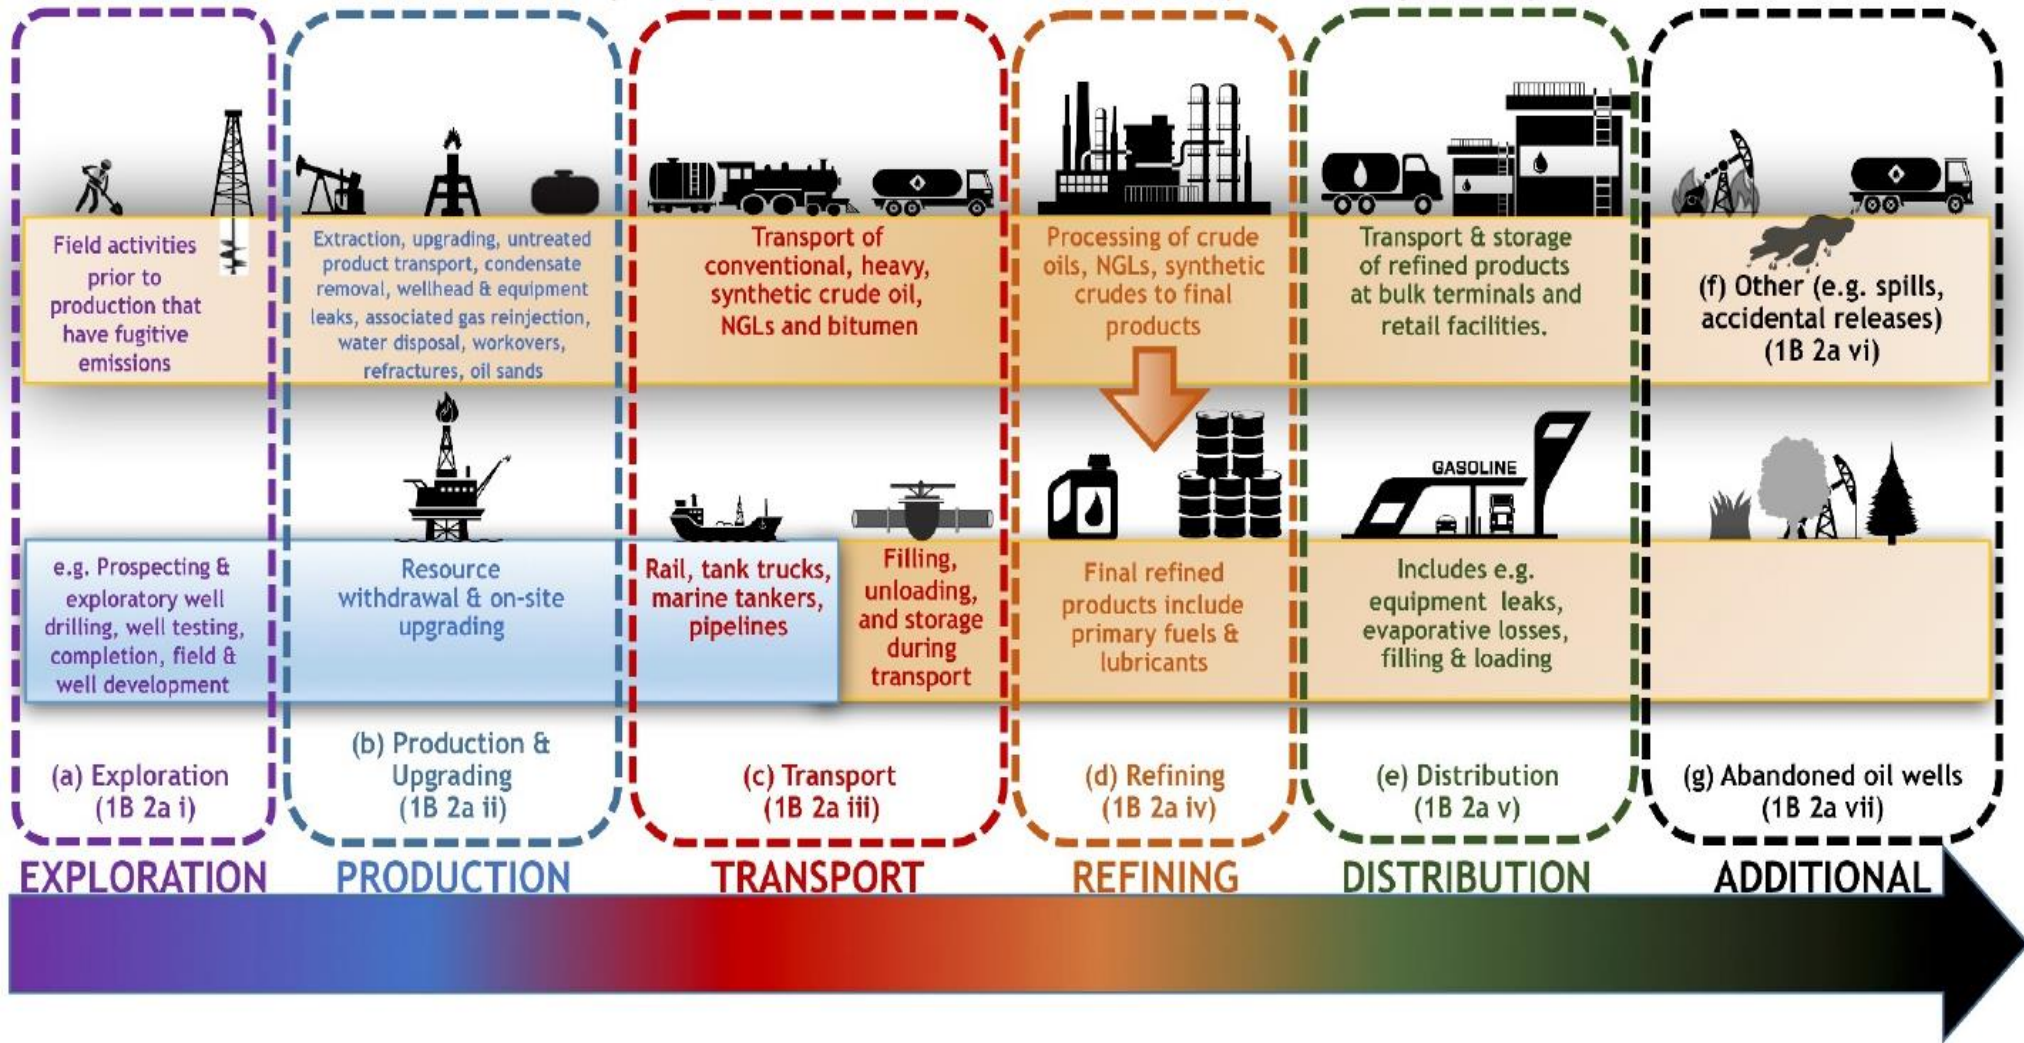 Field activities
prior to
production that
have fugitive
emissions
Extraction, upgrading, untreated
product transport, condensate
removal, wellhead & equipment
leaks, associated gas reinjection,
water disposal, workovers,
refractures, oil sands
Transport of
conventional, heavy,
synthetic crude oil,
NGLs and bitumen
Processing of crude
oils, NGLs, synthetic
crudes to final
products
Transport & storage
of refined products
at bulk terminals and
retail facilities.
(f) Other (e.g. spills,
accidental releases)
(1B 2a vi)
GASOLINE
e.g. Prospecting &
exploratory well
drilling, well testing,
completion, field &
well development
Resource
withdrawal & on-site
upgrading
Rail, tank trucks,
marine tankers,
pipelines
Filling,
unloading,
and storage
during
transport
Final refined
products include
primary fuels &
lubricants
Includes e.g.
equipment leaks,
evaporative losses,
filling & loading
(a) Exploration
(1B 2a i)
(b) Production &
Upgrading
(1B 2a ii)
(c) Transport
(1B 2a iii)
(d) Refining
(1B 2a iv)
(e) Distribution
(1B 2a v)
(g) Abandoned oil wells
(1B 2a vii)
EXPLORATION
PRODUCTION
TRANSPORT
REFINING
DISTRIBUTION
ADDITIONAL